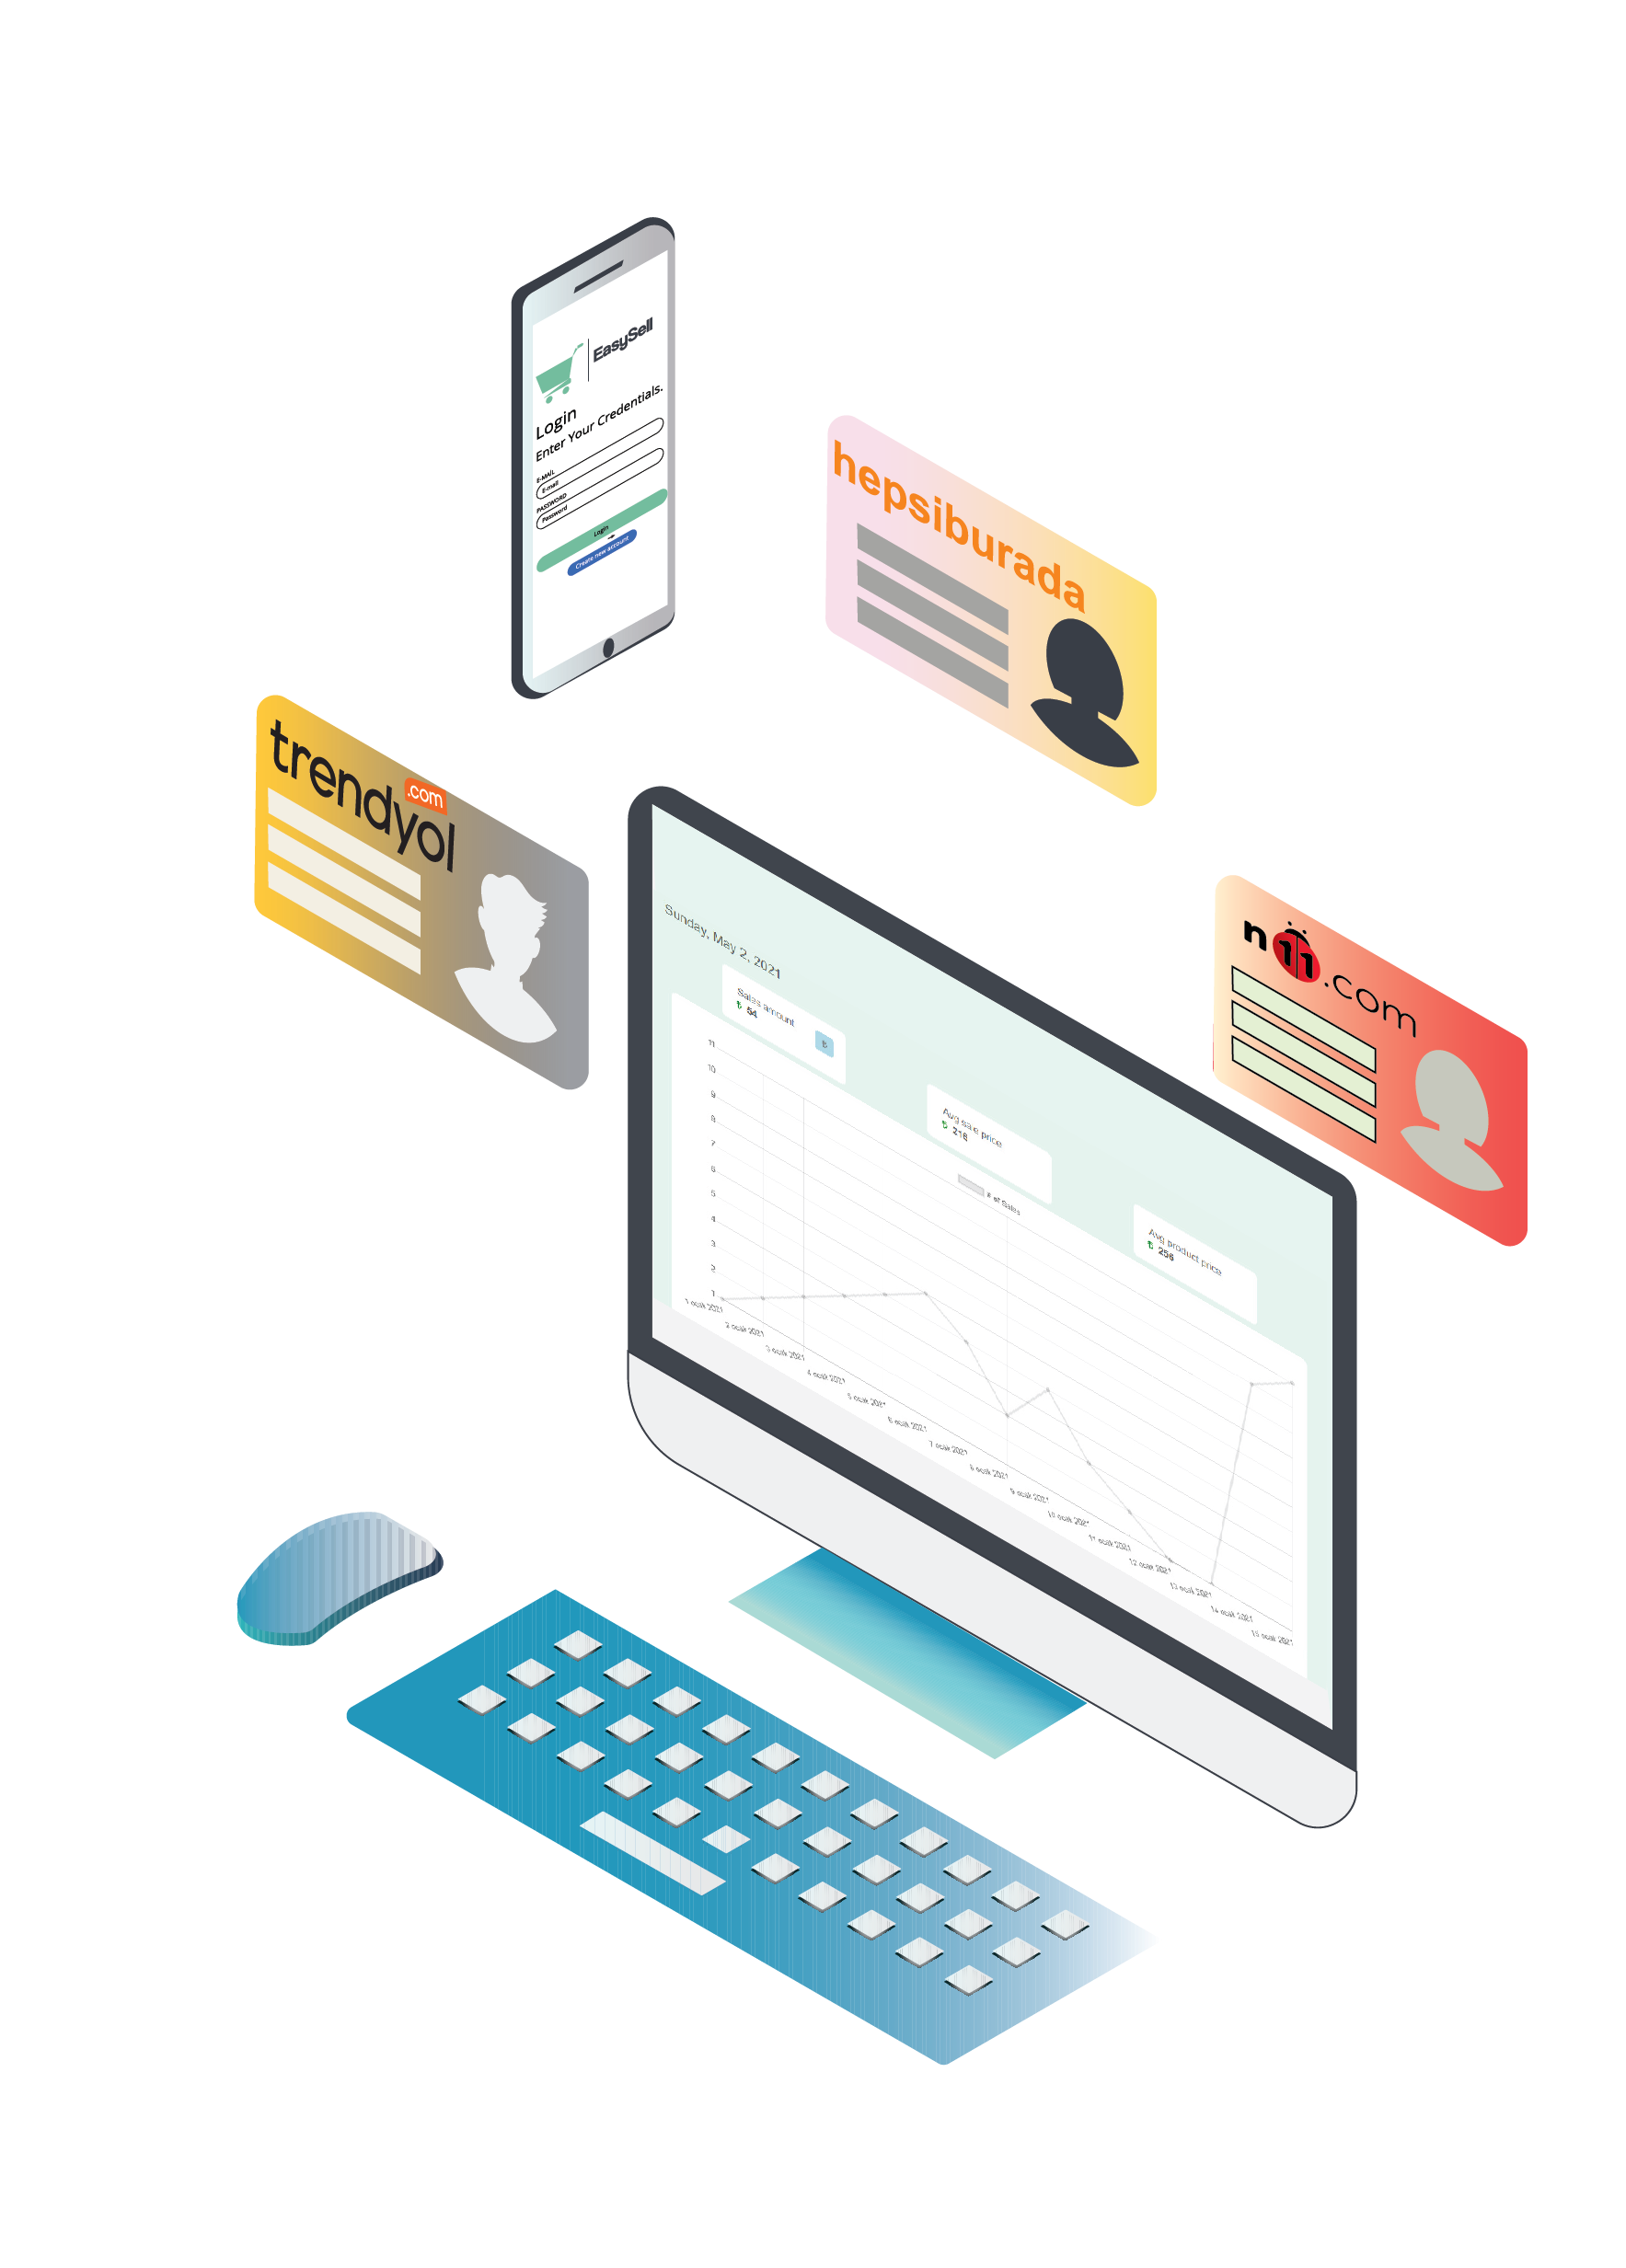 EasySell
Login
Enter Your Credentials.
E-MAIL
E-mail
PASSWORD
Password
Login
Create new account
hepsiburada
trendyol
.com
n11.com
Sunday, May 2, 2021
Sales amount
₺ 54
₺
Avg sale price
₺ 216
Avg product price
₺ 256
# of Sales
11
10
9
8
7
6
5
4
3
2
1
1 ocak 2021
2 ocak 2021
3 ocak 2021
4 ocak 2021
5 ocak 2021
6 ocak 2021
7 ocak 2021
8 ocak 2021
9 ocak 2021
10 ocak 2021
11 ocak 2021
12 ocak 2021
13 ocak 2021
14 ocak 2021
15 ocak 2021